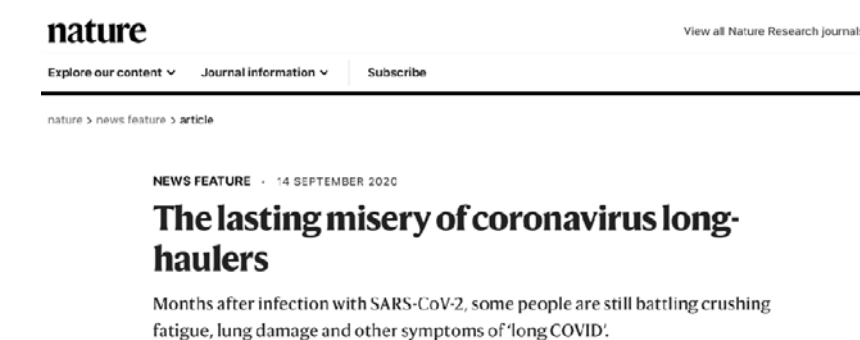 nature
View all Nature Research journals
Explore our content Journal information Subscribe
nature > news feature > article
NEWS FEATURE · 14 SEPTEMBER 2020
The lasting misery of coronavirus long-
haulers
Months after infection with SARS-CoV-2, some people are still battling crushing
fatigue, lung damage and other symptoms of ‘long COVID’.